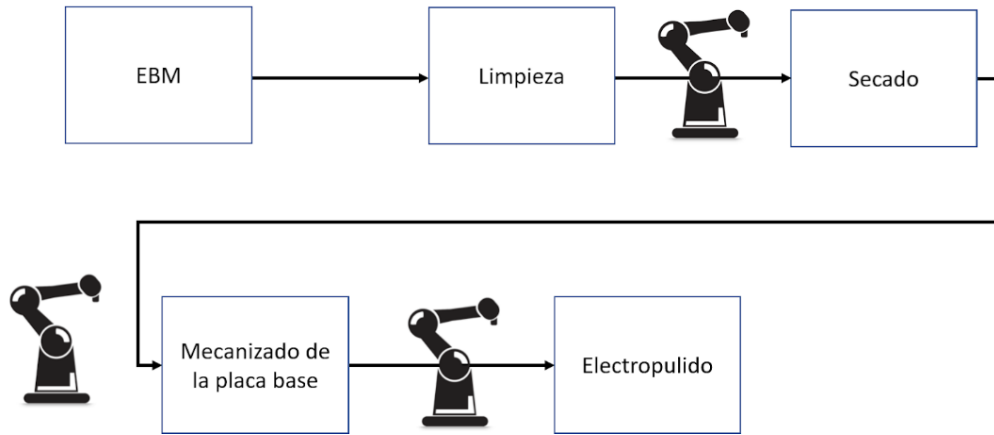 EBM
Limpieza
Secado
Mecanizado de
la placa base
Electropulido